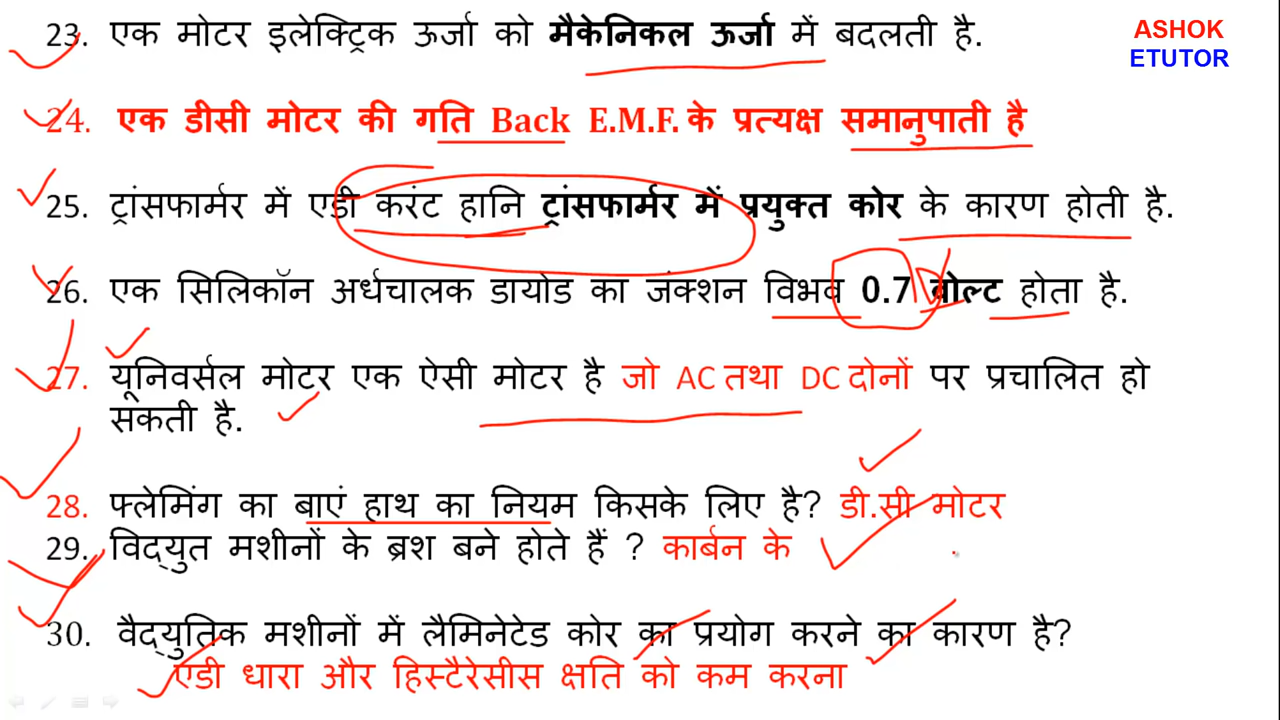 ASHOK
ETUTOR
23. एक मोटर इलेक्ट्रिक ऊर्जा को मैकेनिकल ऊर्जा में बदलती है.
24. एक डीसी मोटर की गति Back E.M.F. के प्रत्यक्ष समानुपाती है
25. ट्रांसफार्मर में एडी करंट हानि ट्रांसफार्मर में प्रयुक्त कोर के कारण होती है.
26. एक सिलिकॉन अर्धचालक डायोड का जंक्शन विभव 0.7 वोल्ट होता है.
27. यूनिवर्सल मोटर एक ऐसी मोटर है जो AC तथा DC दोनों पर प्रचालित हो
सकती है.
28. फ्लेमिंग का बाएं हाथ का नियम किसके लिए है? डी.सी मोटर
29. विद्युत मशीनों के ब्रश बने होते हैं ? कार्बन के
30. वैद्युतिक मशीनों में लैमिनेटेड कोर का प्रयोग करने का कारण है?
एडी धारा और हिस्टैरेसीस क्षति को कम करना